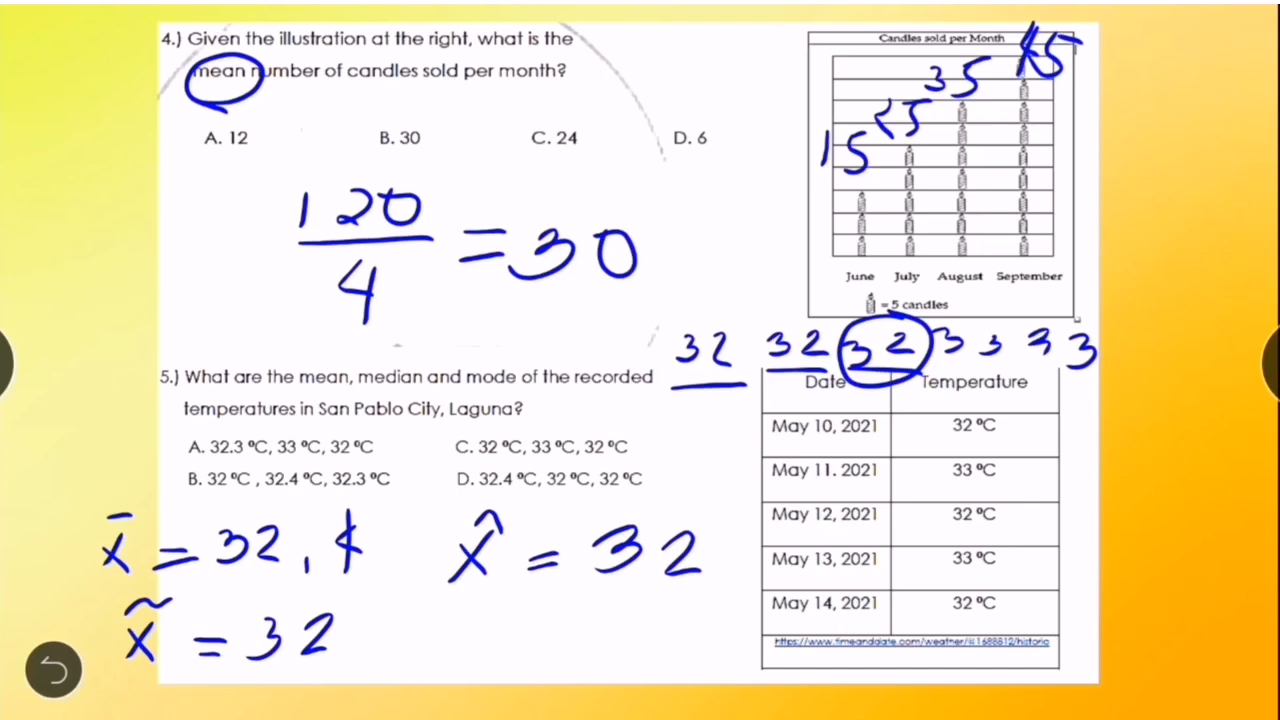 4.) Given the illustration at the right, what is the
mean number of candles sold per month?
A. 12 B. 30 C. 24 D. 6
120
4
= 30
Candles sold per Month
15 25 35 45
June July August September
= 5 candles
5.) What are the mean, median and mode of the recorded
temperatures in San Pablo City, Laguna?
A. 32.3 ºC, 33 ºC, 32 ºC C. 32 ºC, 33 ºC, 32 ºC
B. 32 ºC , 32.4 ºC, 32.3 ºC D. 32.4 ºC, 32 ºC, 32 ºC
x̄ = 32.4 x̂ = 32
x̃ = 32
32 32 32 33 33
Date Temperature
May 10, 2021 32 ºC
May 11. 2021 33 ºC
May 12, 2021 32 ºC
May 13, 2021 33 ºC
May 14, 2021 32 ºC